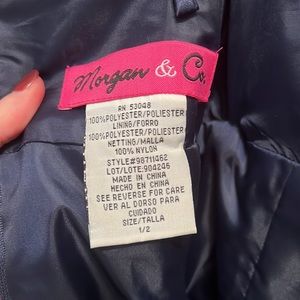 Morgan & Co.
RN 53048
100%POLYESTER/POLIESTER
LINING/FORRO
100%POLYESTER/POLIESTER
NETTING/MALLA
100% NYLON
STYLE#98711462
LOT/LOTE:904245
MADE IN CHINA
HECHO EN CHINA
SEE REVERSE FOR CARE
VER AL DORSO PARA
CUIDADO
SIZE/TALLA
1/2